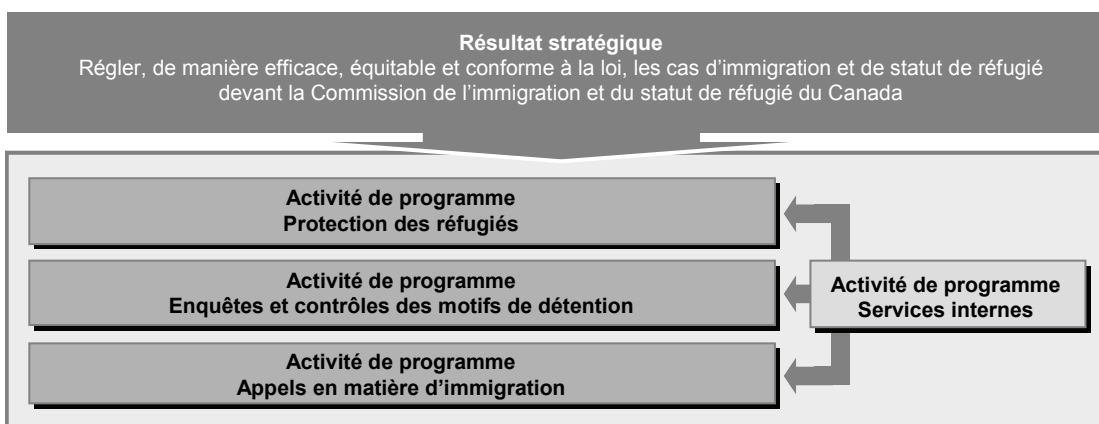 Résultat stratégique
Régler, de manière efficace, équitable et conforme à la loi, les cas d’immigration et de statut de réfugié
devant la Commission de l’immigration et du statut de réfugié du Canada
Activité de programme
Protection des réfugiés
Activité de programme
Enquêtes et contrôles des motifs de détention
Activité de programme
Appels en matière d’immigration
Activité de programme
Services internes